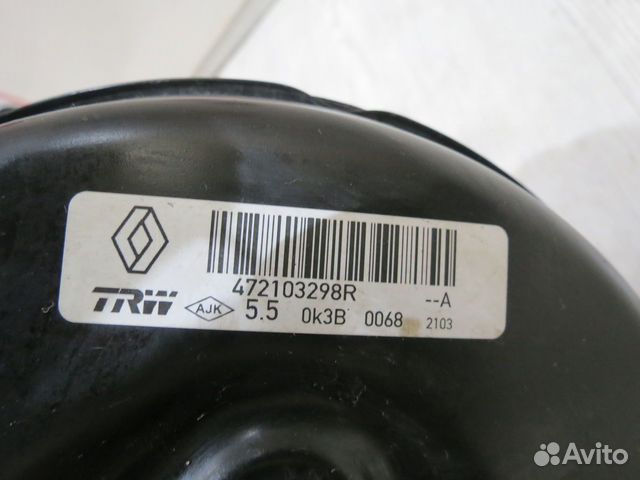 472103298R --A
TRW AJK 5.5 0k3B 0068 2103
Avito